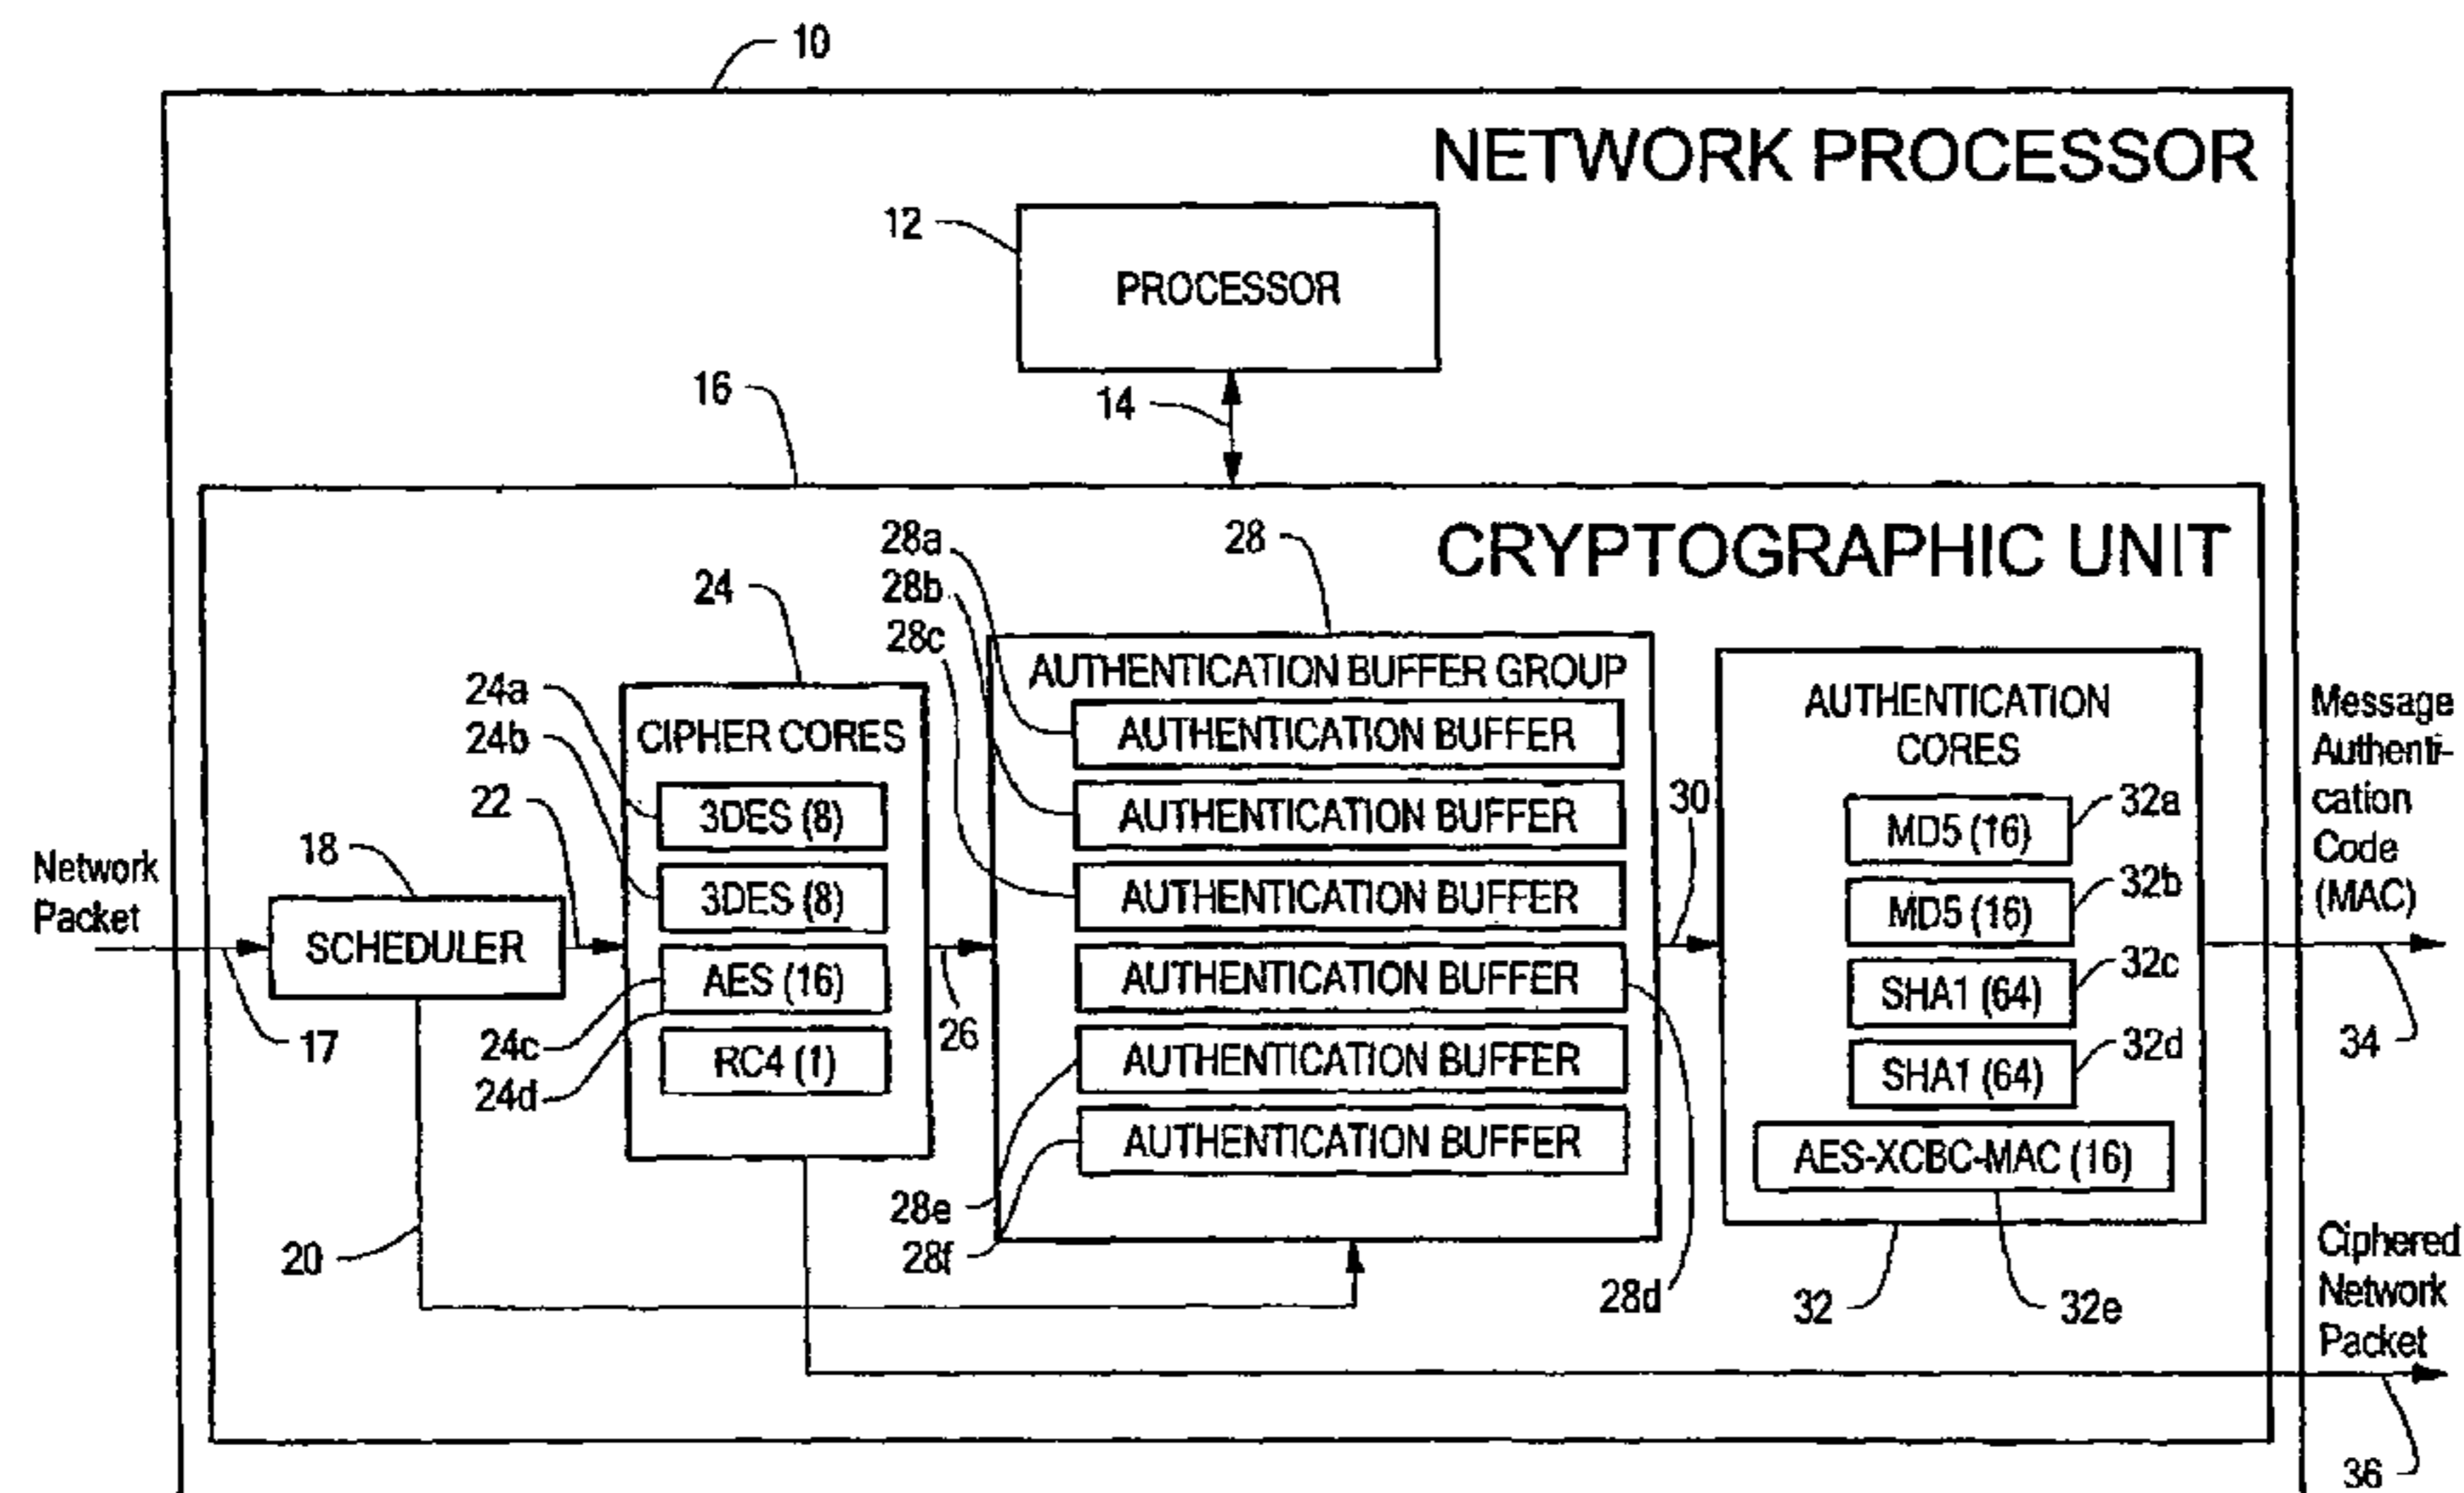 10
NETWORK PROCESSOR
12
PROCESSOR
14
16
CRYPTOGRAPHIC UNIT
28a
28b
28c
28
24
24a
24b
22
18
Network
Packet
17
SCHEDULER
20
CIPHER CORES
3DES (8)
3DES (8)
AES (16)
RC4 (1)
24c
24d
26
AUTHENTICATION BUFFER GROUP
AUTHENTICATION BUFFER
AUTHENTICATION BUFFER
AUTHENTICATION BUFFER
AUTHENTICATION BUFFER
AUTHENTICATION BUFFER
AUTHENTICATION BUFFER
28e
28f
28d
30
AUTHENTICATION
CORES
MD5 (16)
MD5 (16)
SHA1 (64)
SHA1 (64)
AES-XCBC-MAC (16)
32a
32b
32c
32d
32
32e
Message
Authenti-
cation
Code
(MAC)
34
Ciphered
Network
Packet
36